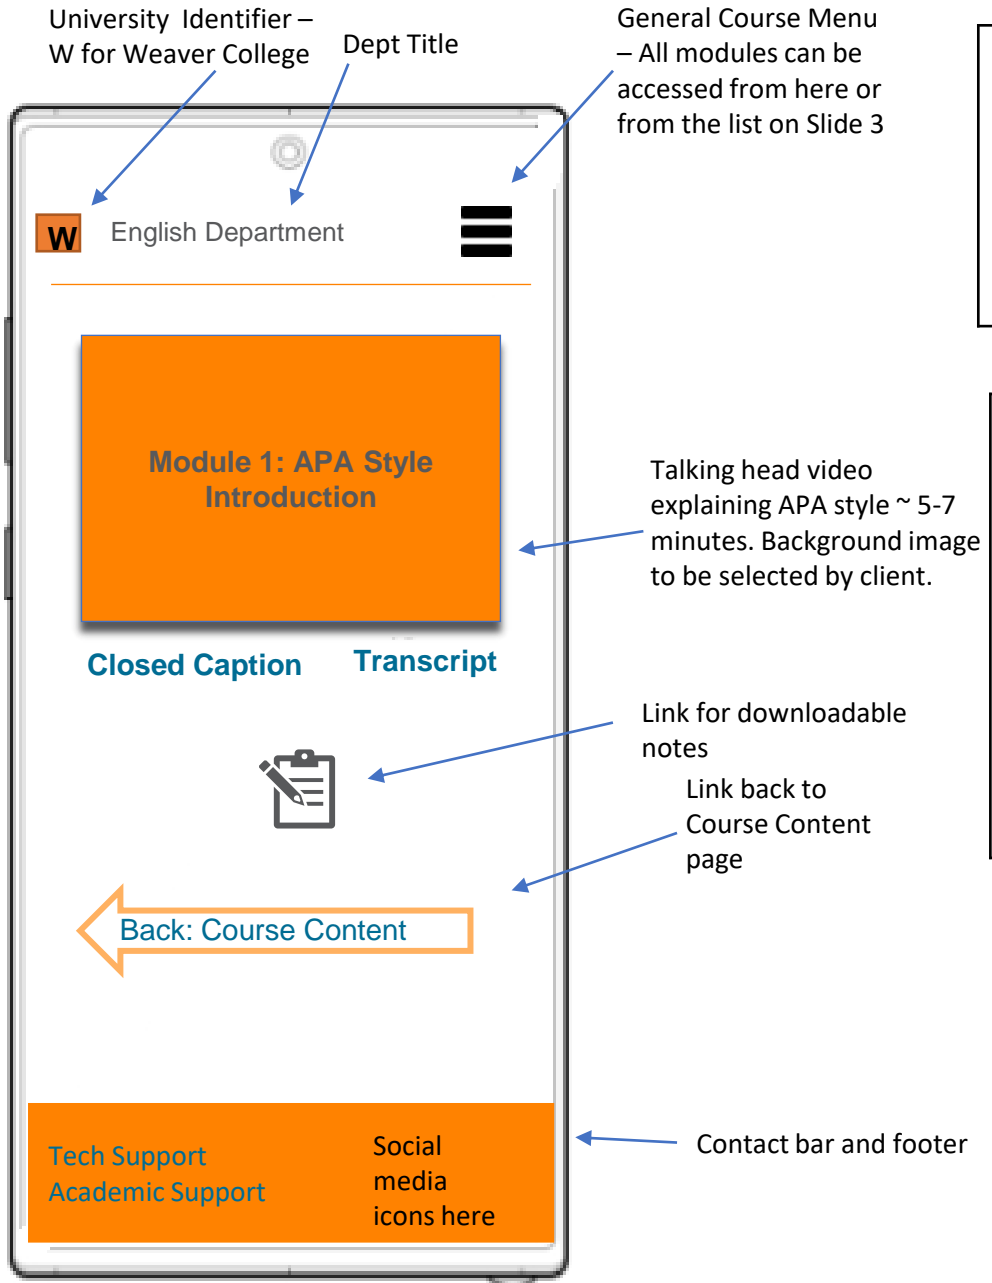 University Identifier –
W for Weaver College
Dept Title
General Course Menu
– All modules can be
accessed from here or
from the list on Slide 3
W
English Department
Module 1: APA Style
Introduction
Talking head video
explaining APA style ~ 5-7
minutes. Background image
to be selected by client.
Closed Caption
Transcript
Link for downloadable
notes
Link back to
Course Content
page
Back: Course Content
Tech Support
Academic Support
Social
media
icons here
Contact bar and footer